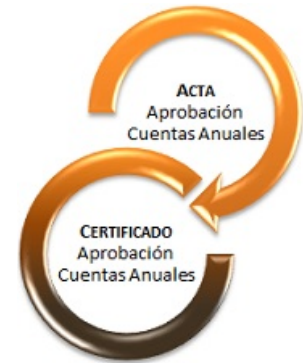 ACTA
Aprobación
Cuentas Anuales
CERTIFICADO
Aprobación
Cuentas Anuales